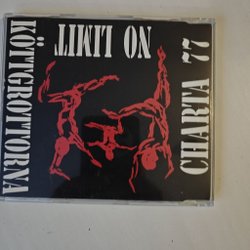 KÖTTGROTTORNA
NO LIMIT
CHARTA 77